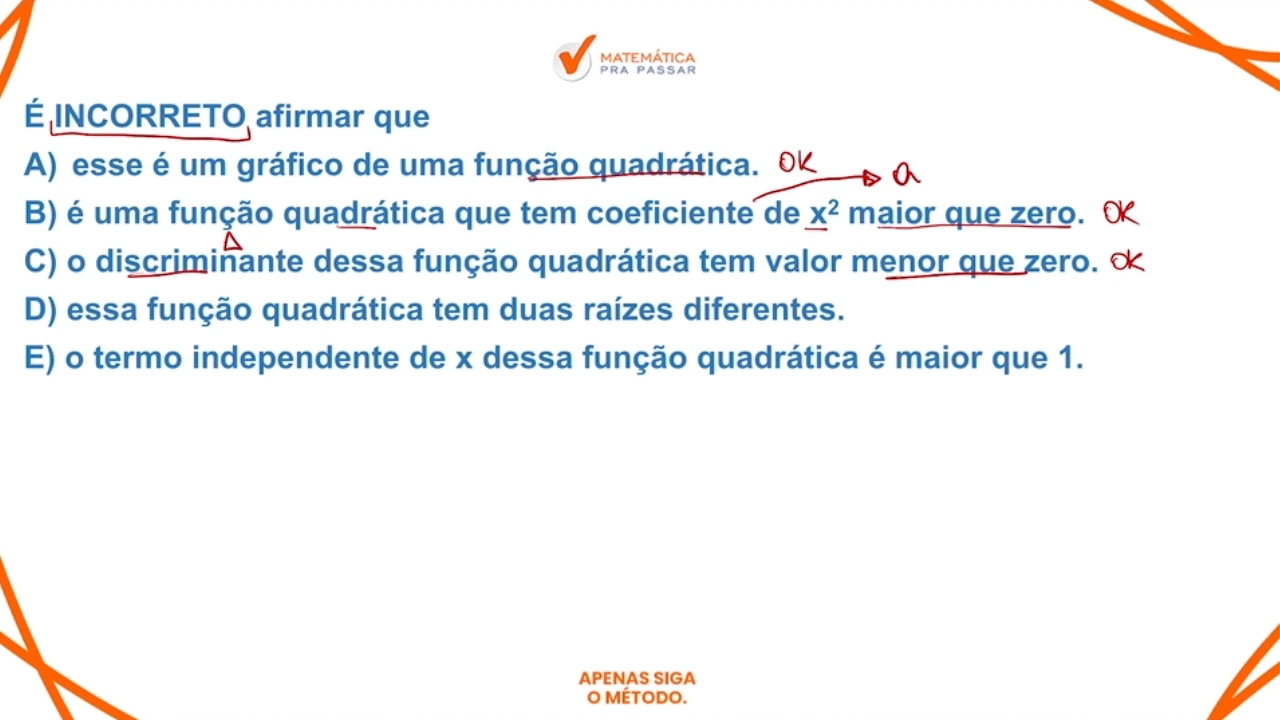 MATEMÁTICA
PRA PASSAR
É INCORRETO afirmar que
A) esse é um gráfico de uma função quadrática. OK
a
B) é uma função quadrática que tem coeficiente de x² maior que zero. OK
Δ
C) o discriminante dessa função quadrática tem valor menor que zero. OK
D) essa função quadrática tem duas raízes diferentes.
E) o termo independente de x dessa função quadrática é maior que 1.
APENAS SIGA
O MÉTODO.